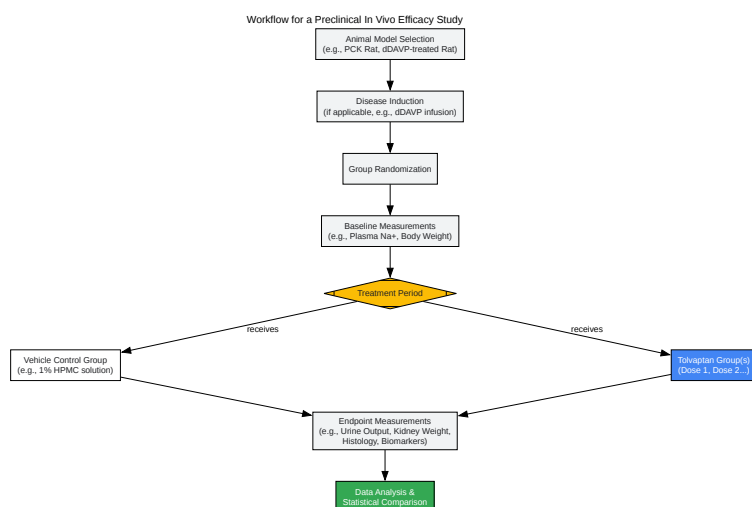 Workflow for a Preclinical In Vivo Efficacy Study
Animal Model Selection
(e.g., PCK Rat, dDAVP-treated Rat)
Disease Induction
(if applicable, e.g., dDAVP infusion)
Group Randomization
Baseline Measurements
(e.g., Plasma Na+, Body Weight)
Treatment Period
receives
receives
Vehicle Control Group
(e.g., 1% HPMC solution)
Tolvaptan Group(s)
(Dose 1, Dose 2...)
Endpoint Measurements
(e.g., Urine Output, Kidney Weight,
Histology, Biomarkers)
Data Analysis &
Statistical Comparison